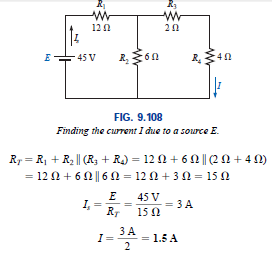 R₁ R₃
12 Ω 2 Ω
Iₛ
E 45 V R₂ 6 Ω R₄ 4 Ω
I
FIG. 9.108
Finding the current I due to a source E.
R_T = R₁ + R₂ ∥ (R₃ + R₄) = 12 Ω + 6 Ω ∥ (2 Ω + 4 Ω)
= 12 Ω + 6 Ω ∥ 6 Ω = 12 Ω + 3 Ω = 15 Ω
Iₛ = E / R_T = 45 V / 15 Ω = 3 A
I = 3 A / 2 = 1.5 A